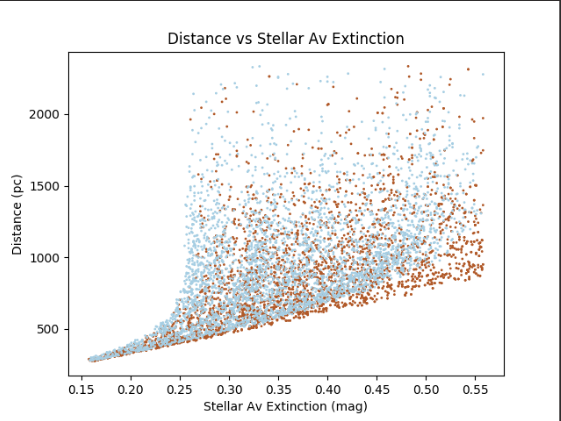 Distance vs Stellar Av Extinction
2000
1500
1000
500
Distance (pc)
0.15 0.20 0.25 0.30 0.35 0.40 0.45 0.50 0.55
Stellar Av Extinction (mag)